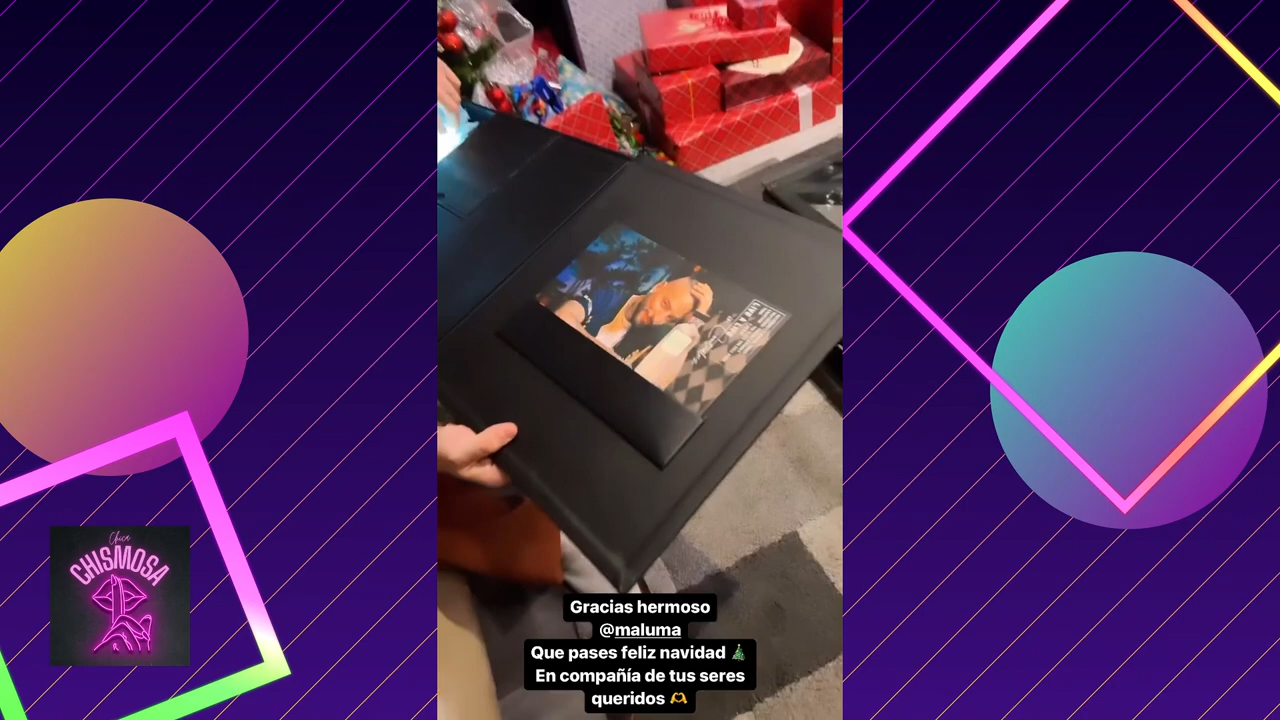 Chica
CHISMOSA
Gracias hermoso
@maluma
Que pases feliz navidad 🎄
En compañía de tus seres
queridos 🫶